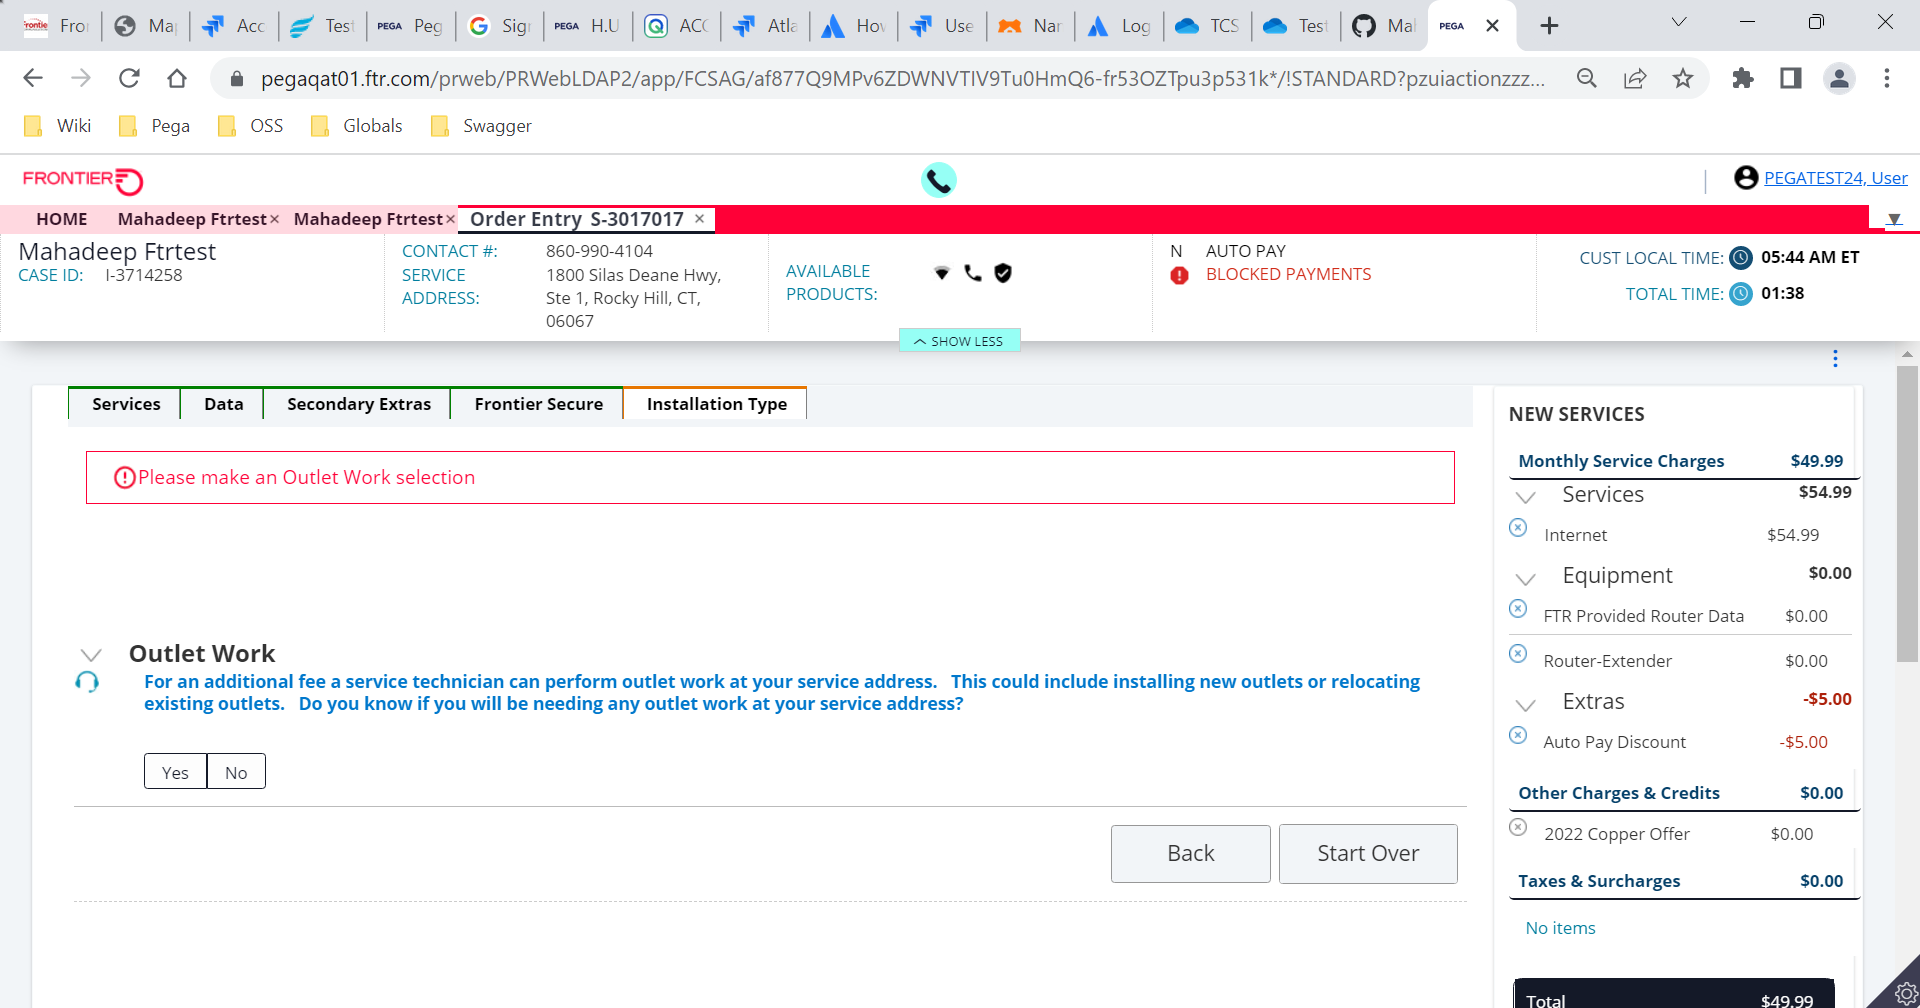 Fro
Ma
Acc
Test
PEGA Peg
Sig
PEGA H.U
ACC
Atla
Hov
Use
Nar
Log
TCS
Test
Mal
PEGA
pegaqat01.ftr.com/prweb/PRWebLDAP2/app/FCSAG/af877Q9MPv6ZDWNVTIV9Tu0HmQ6-fr53OZTpu3p531k*/!STANDARD?pzuiactionzzz...
Wiki Pega OSS Globals Swagger
FRONTIER
PEGATEST24, User
HOME Mahadeep Ftrtest× Mahadeep Ftrtest× Order Entry S-3017017 ×
Mahadeep Ftrtest
CASE ID: I-3714258
CONTACT #: 860-990-4104
SERVICE ADDRESS: 1800 Silas Deane Hwy,
Ste 1, Rocky Hill, CT,
06067
AVAILABLE
PRODUCTS:
N AUTO PAY
BLOCKED PAYMENTS
CUST LOCAL TIME: 05:44 AM ET
TOTAL TIME: 01:38
SHOW LESS
Services Data Secondary Extras Frontier Secure Installation Type
Please make an Outlet Work selection
Outlet Work
For an additional fee a service technician can perform outlet work at your service address. This could include installing new outlets or relocating
existing outlets. Do you know if you will be needing any outlet work at your service address?
Yes No
Back Start Over
NEW SERVICES
Monthly Service Charges $49.99
Services $54.99
Internet $54.99
Equipment $0.00
FTR Provided Router Data $0.00
Router-Extender $0.00
Extras -$5.00
Auto Pay Discount -$5.00
Other Charges & Credits $0.00
2022 Copper Offer $0.00
Taxes & Surcharges $0.00
No items
Total $49.99